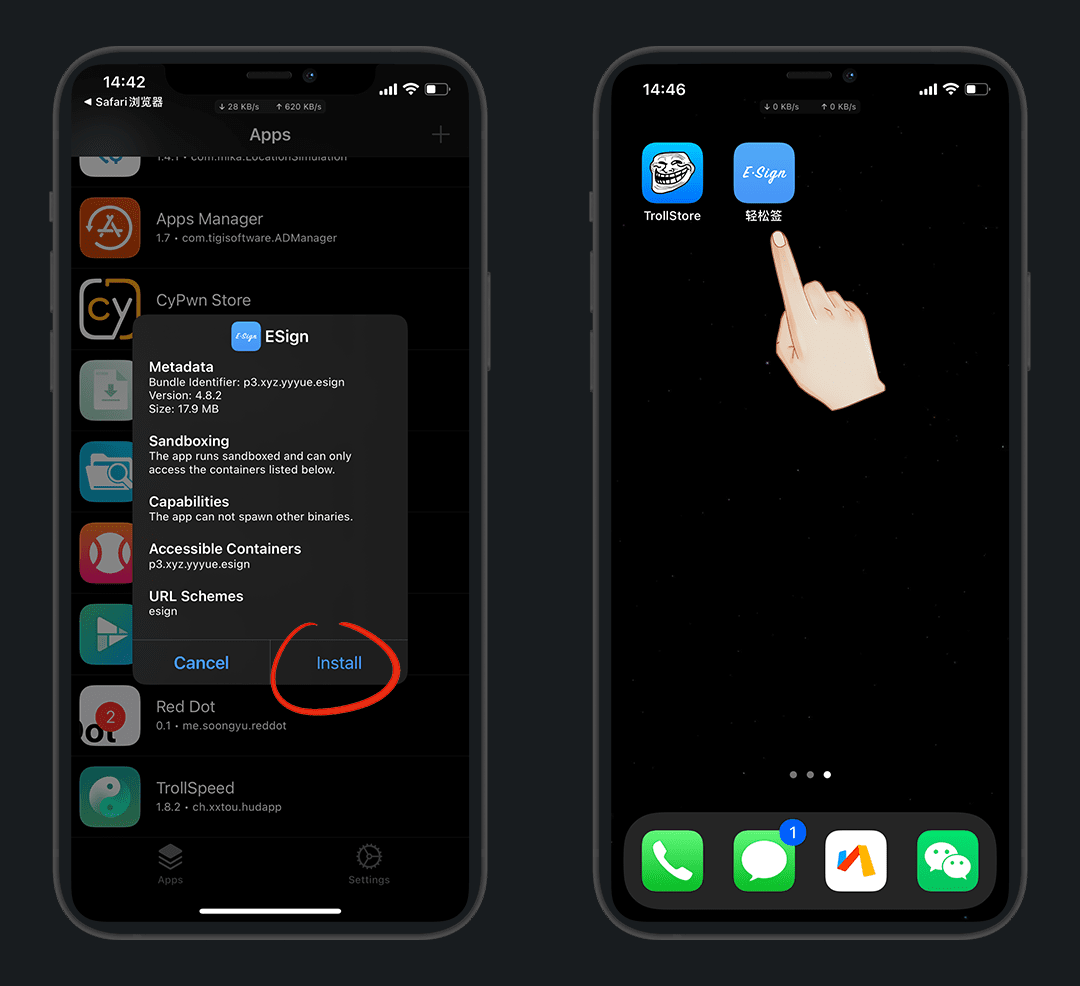 14:42
◀ Safari浏览器
↓ 28 KB/s ↑ 620 KB/s
Apps
1.4.1 • com.mika.LocationSimulation
Apps Manager
1.7 • com.tigisoftware.ADManager
CyPwn Store
cy
E·Sign
ESign
Metadata
Bundle Identifier: p3.xyz.yyyue.esign
Version: 4.8.2
Size: 17.9 MB
Sandboxing
The app runs sandboxed and can only
access the containers listed below.
Capabilities
The app can not spawn other binaries.
Accessible Containers
p3.xyz.yyyue.esign
URL Schemes
esign
Cancel
Install
2
Red Dot
0.1 • me.soongyu.reddot
TrollSpeed
1.8.2 • ch.xxtou.hudapp
Apps
Settings
14:46
↓ 0 KB/s ↑ 0 KB/s
E·Sign
TrollStore
轻松签
1